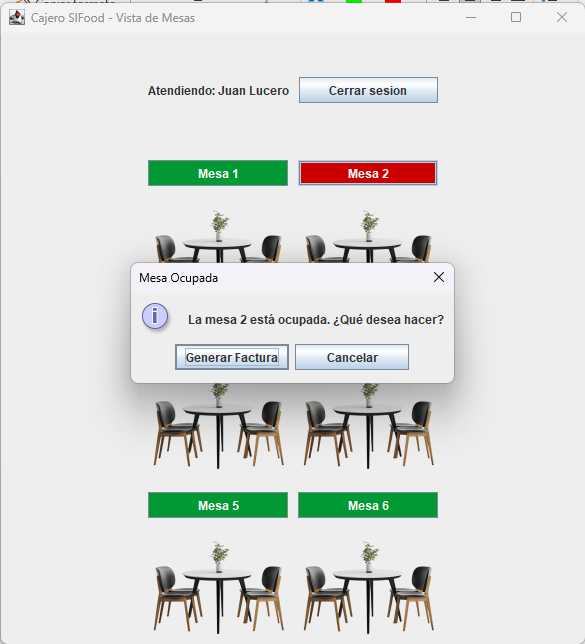 Cajero SIFood - Vista de Mesas
Atendiendo: Juan Lucero
Cerrar sesion
Mesa 1
Mesa 2
Mesa Ocupada
La mesa 2 está ocupada. ¿Qué desea hacer?
Generar Factura
Cancelar
Mesa 5
Mesa 6